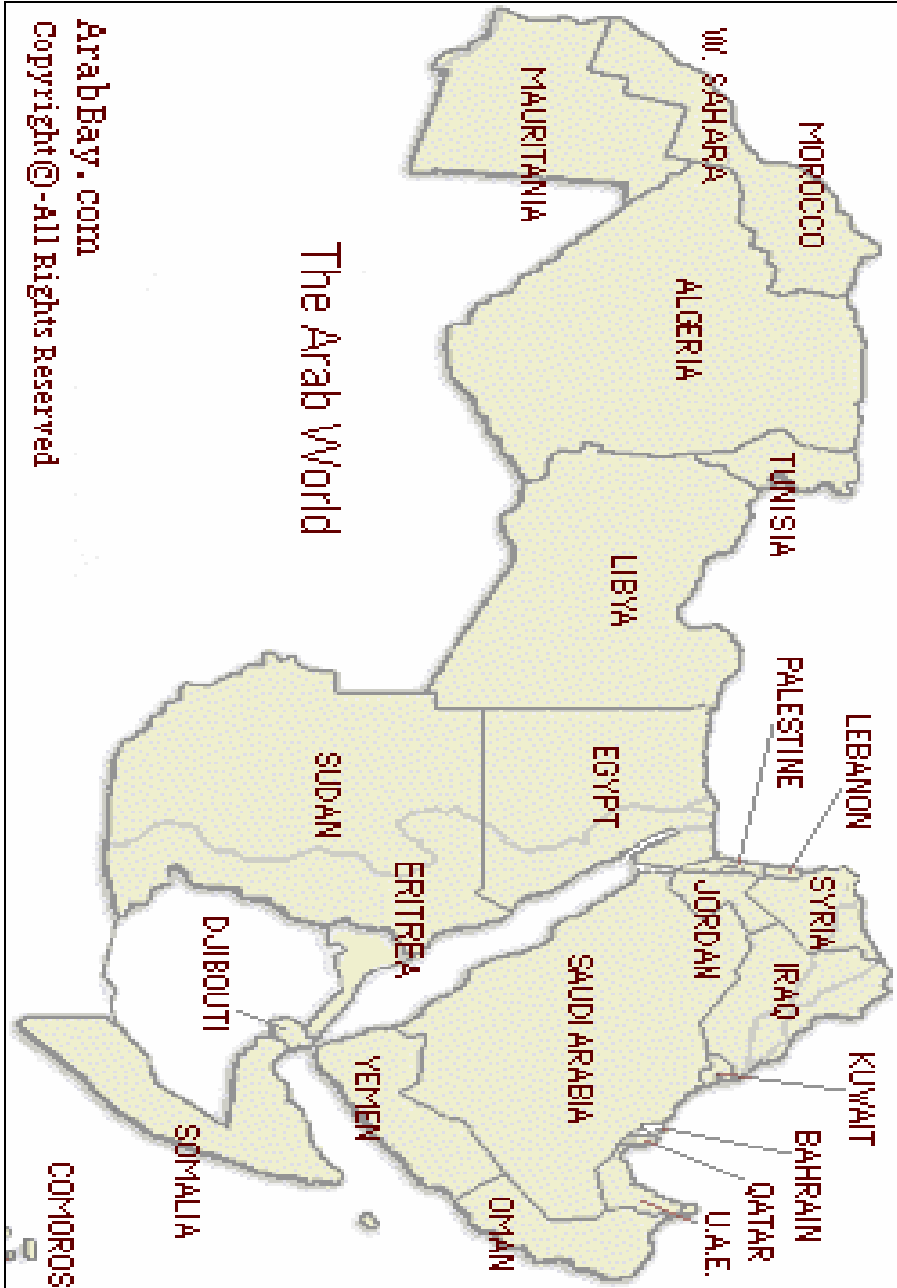 MOROCCO
W. SAHARA
MAURITANIA
ALGERIA
TUNISIA
LIBYA
PALESTINE
LEBANON
EGYPT
SUDAN
ERITREA
DJIBOUTI
SYRIA
JORDAN
IRAQ
SAUDI ARABIA
KUWAIT
BAHRAIN
QATAR
U.A.E.
YEMEN
OMAN
SOMALIA
COMOROS
The Arab World
ArabBay.com
Copyright©-All Rights Reserved